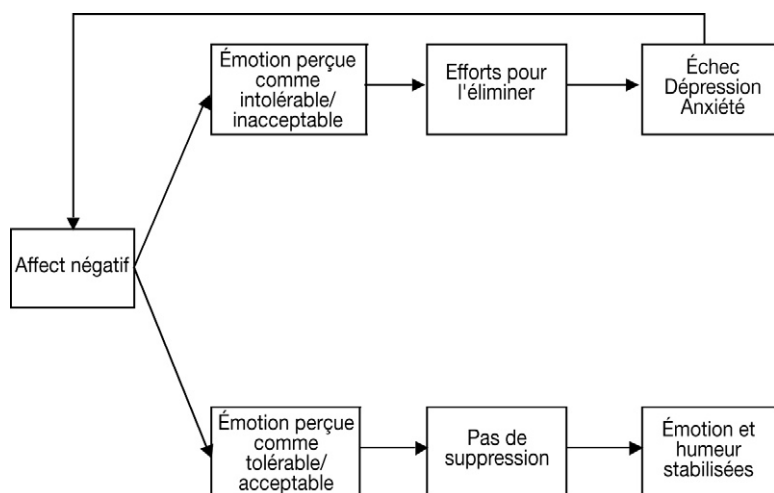 Émotion perçue
comme
intolérable/
inacceptable
Efforts pour
l'éliminer
Échec
Dépression
Anxiété
Affect négatif
Émotion perçue
comme
tolérable/
acceptable
Pas de
suppression
Émotion et
humeur
stabilisées